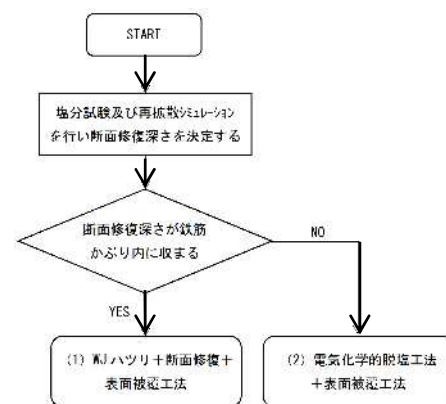 START
塩分試験及び再拡散ｼﾐｭﾚｰｼｮﾝ
を行い断面修復深さを決定する
断面修復深さが鉄筋
かぶり内に収まる
NO
YES
(1) WJハツリ＋断面修復＋
表面被覆工法
(2) 電気化学的脱塩工法
＋表面被覆工法